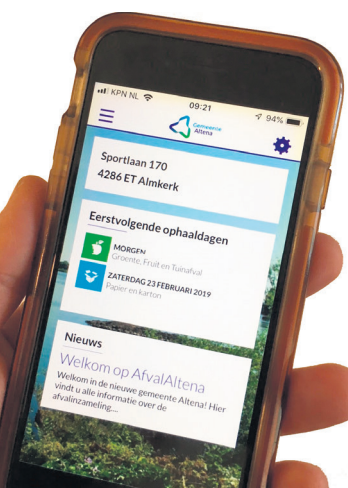 KPN NL
09:21
94%
Gemeente
Altena
Sportlaan 170
4286 ET Almkerk
Eerstvolgende ophaaldagen
MORGEN
Groente, Fruit en Tuinafval
ZATERDAG 23 FEBRUARI 2019
Papier en karton
Nieuws
Welkom op AfvalAltena
Welkom in de nieuwe gemeente Altena! Hier
vindt u alle informatie over de
afvalinzameling....